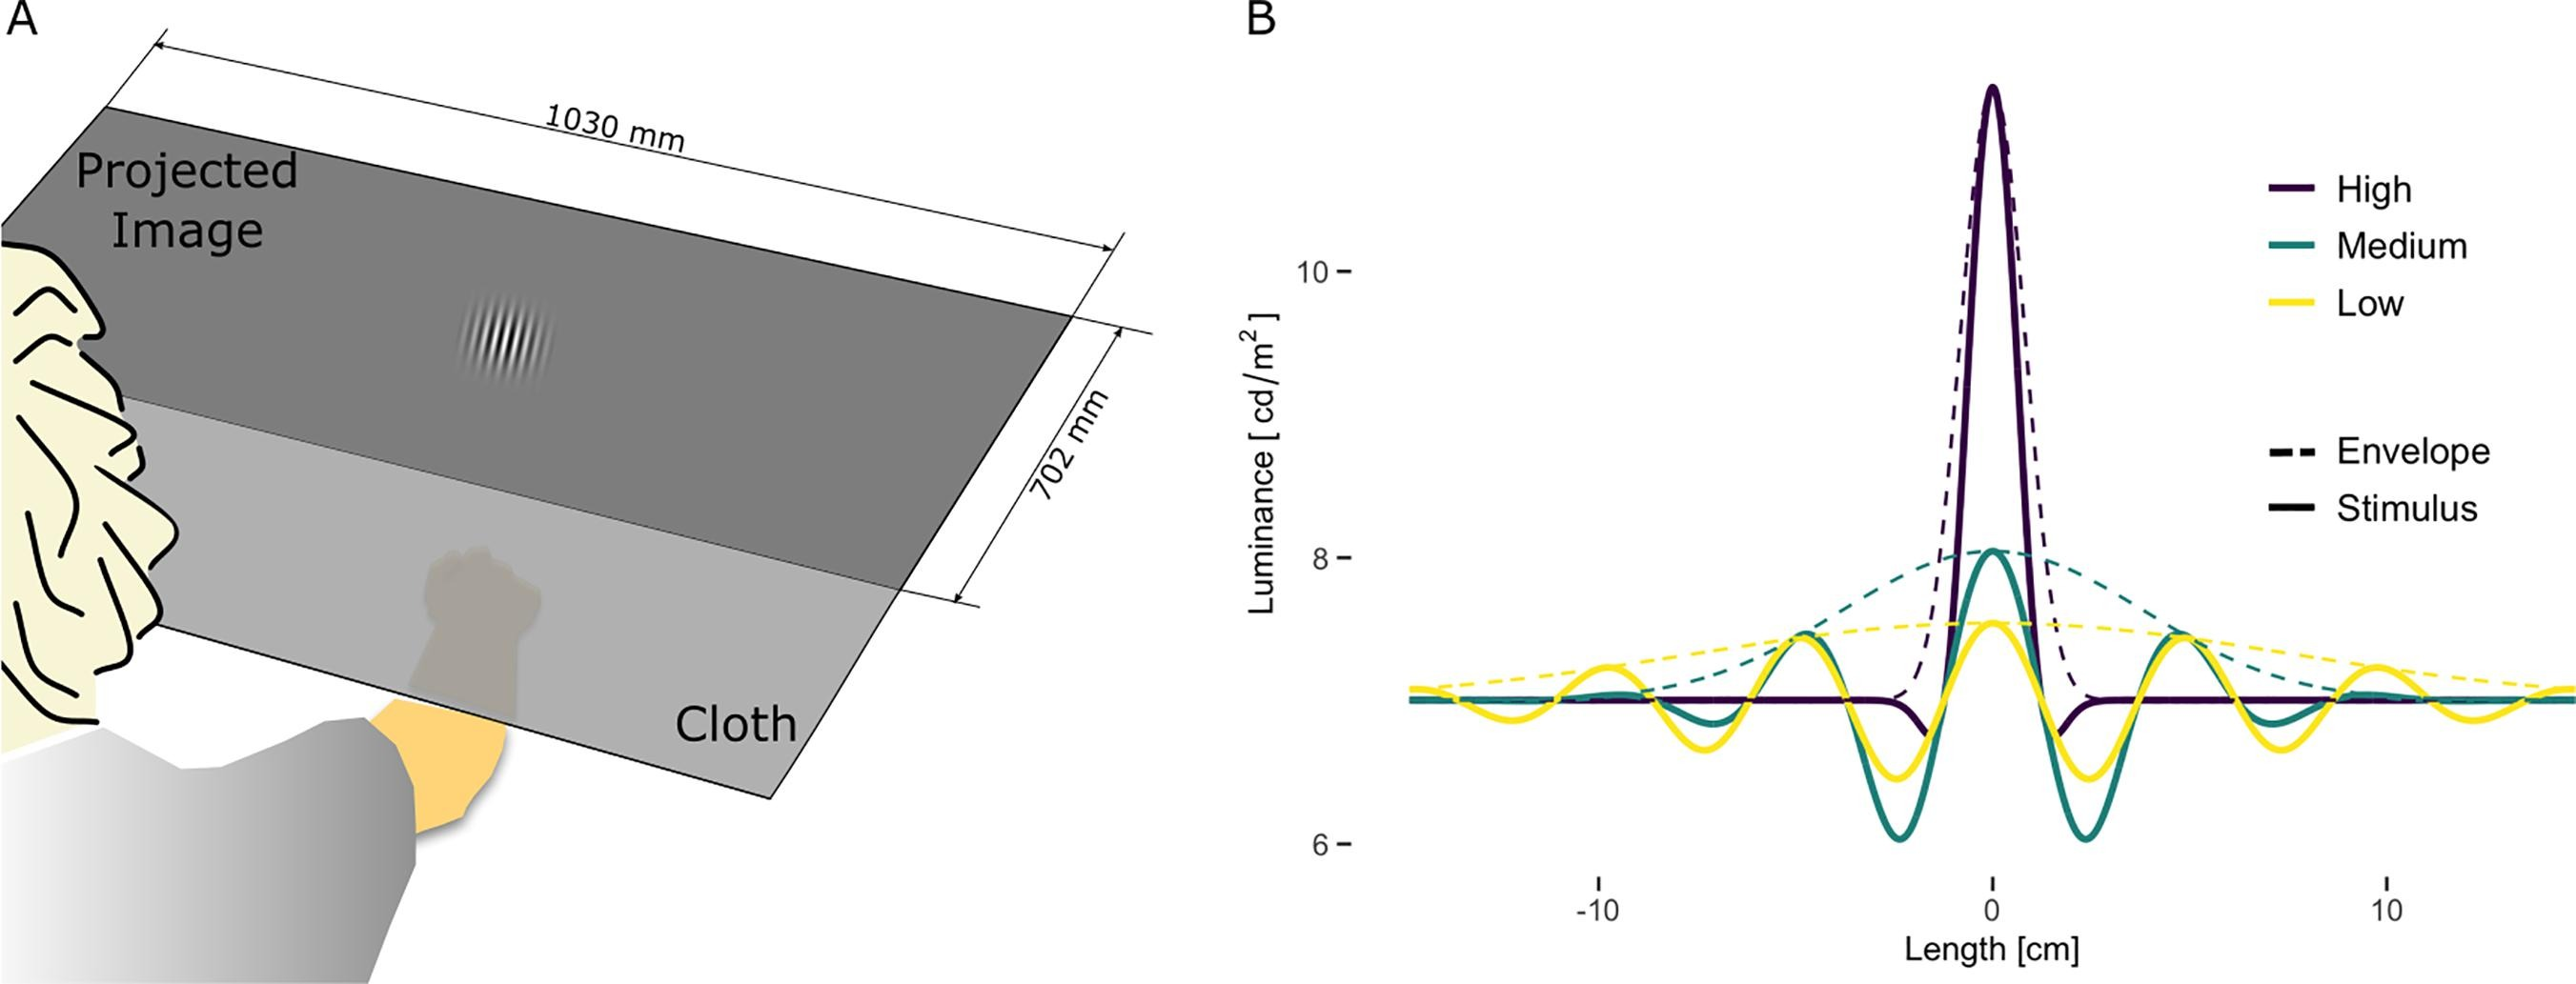 A
1030 mm
Projected
Image
702 mm
Cloth
B
Luminance [ cd/m² ]
10
8
6
-10
0
10
Length [cm]
High
Medium
Low
Envelope
Stimulus